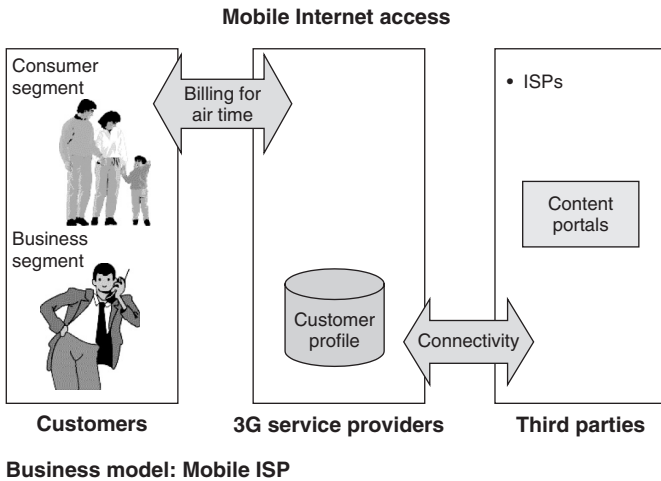 Mobile Internet access
Consumer
segment
Billing for
air time
• ISPs
Content
portals
Business
segment
Customer
profile
Connectivity
Customers
3G service providers
Third parties
Business model: Mobile ISP